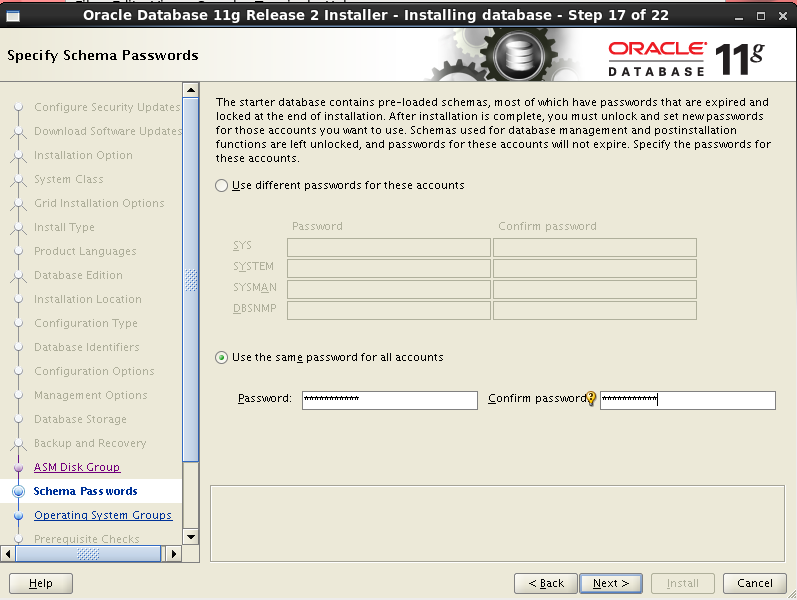 Oracle Database 11g Release 2 Installer - Installing database - Step 17 of 22
Specify Schema Passwords
ORACLE
DATABASE
11g
Configure Security Updates
Download Software Updates
Installation Option
System Class
Grid Installation Options
Install Type
Product Languages
Database Edition
Installation Location
Configuration Type
Database Identifiers
Configuration Options
Management Options
Database Storage
Backup and Recovery
ASM Disk Group
Schema Passwords
Operating System Groups
Prerequisite Checks
The starter database contains pre-loaded schemas, most of which have passwords that are expired and
locked at the end of installation. After installation is complete, you must unlock and set new passwords
for those accounts you want to use. Schemas used for database management and postinstallation
functions are left unlocked, and passwords for these accounts will not expire. Specify the passwords for
these accounts.
Use different passwords for these accounts
Password Confirm password
SYS
SYSTEM
SYSMAN
DBSNMP
Use the same password for all accounts
Password: *********** Confirm password ***********
Help < Back Next > Install Cancel